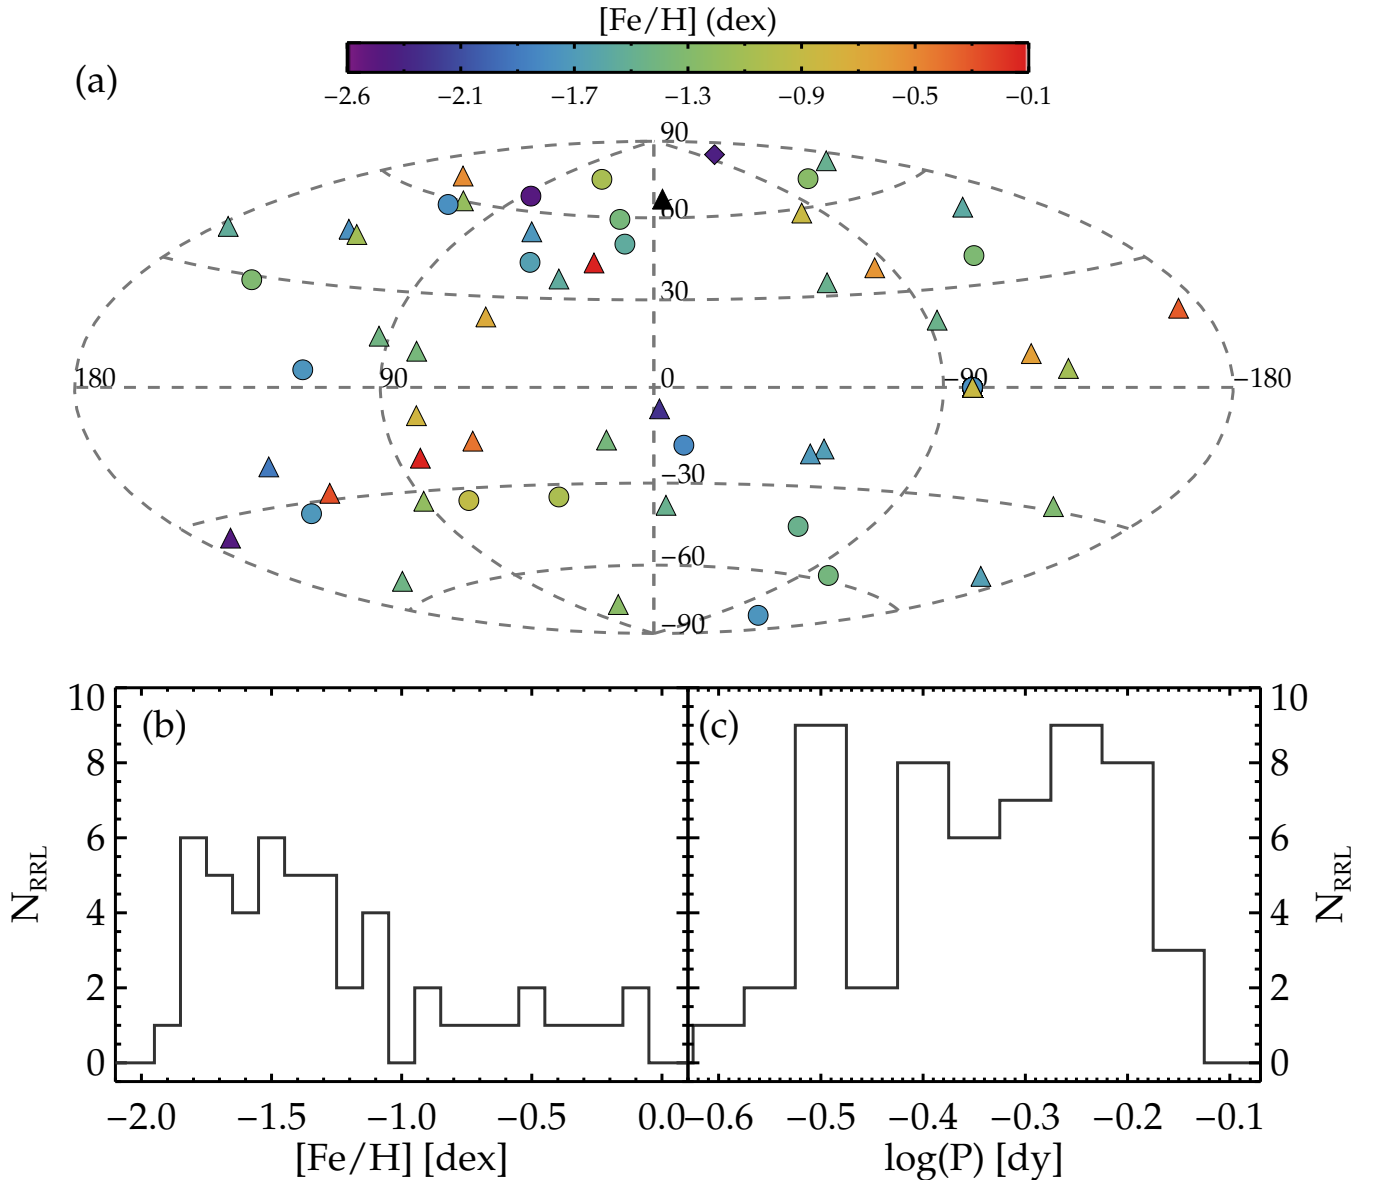 [Fe/H] (dex)
(a)
−2.6 −2.1 −1.7 −1.3 −0.9 −0.5 −0.1
90
60
30
180 90 0 −90 −180
−30
−60
−90
10 (b) (c) 10
8 8
6 6
4 4
2 2
0 0
N_RRL N_RRL
−2.0 −1.5 −1.0 −0.5 0.0 −0.6 −0.5 −0.4 −0.3 −0.2 −0.1
[Fe/H] [dex] log(P) [dy]